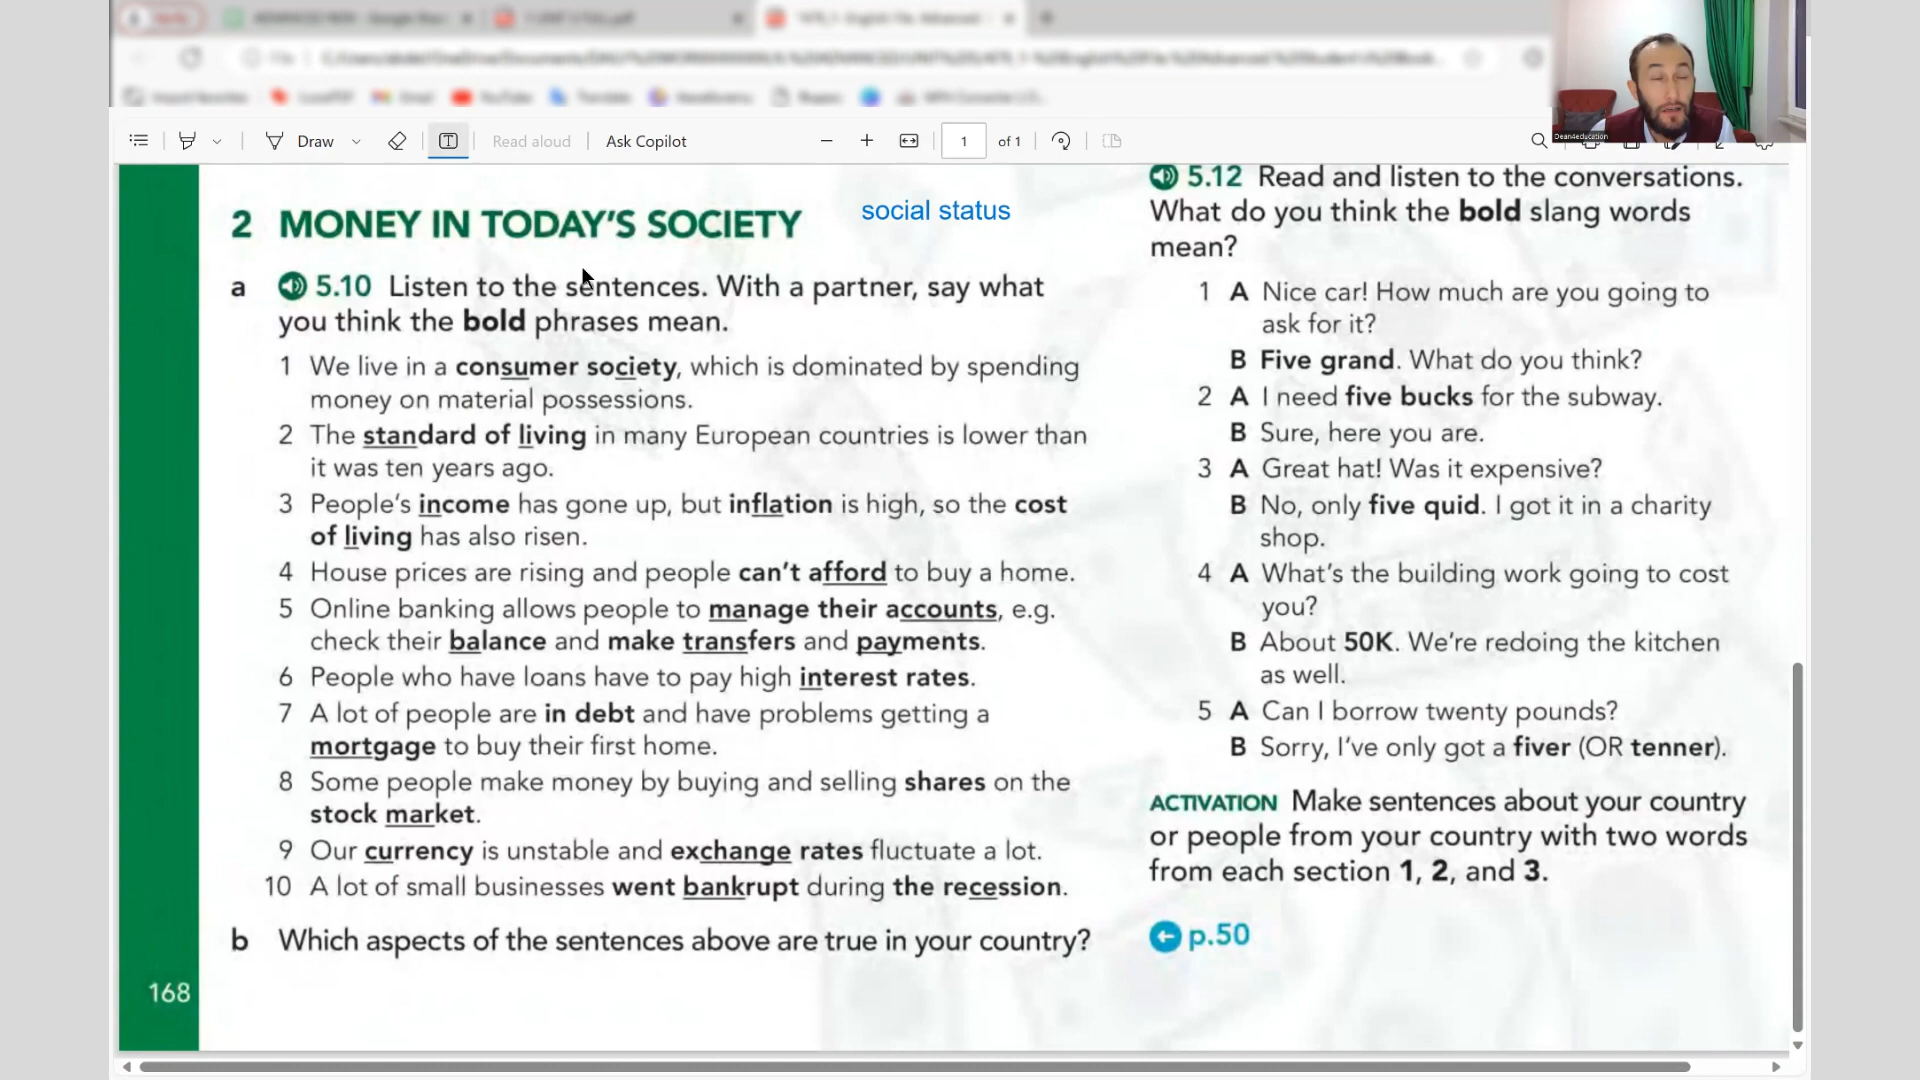 Draw
Read aloud
Ask Copilot
1
of 1
Dean4education
2 MONEY IN TODAY'S SOCIETY
social status
a 5.10 Listen to the sentences. With a partner, say what
you think the bold phrases mean.
1 We live in a consumer society, which is dominated by spending
money on material possessions.
2 The standard of living in many European countries is lower than
it was ten years ago.
3 People's income has gone up, but inflation is high, so the cost
of living has also risen.
4 House prices are rising and people can't afford to buy a home.
5 Online banking allows people to manage their accounts, e.g.
check their balance and make transfers and payments.
6 People who have loans have to pay high interest rates.
7 A lot of people are in debt and have problems getting a
mortgage to buy their first home.
8 Some people make money by buying and selling shares on the
stock market.
9 Our currency is unstable and exchange rates fluctuate a lot.
10 A lot of small businesses went bankrupt during the recession.
b Which aspects of the sentences above are true in your country?
168
5.12 Read and listen to the conversations.
What do you think the bold slang words
mean?
1 A Nice car! How much are you going to
ask for it?
B Five grand. What do you think?
2 A I need five bucks for the subway.
B Sure, here you are.
3 A Great hat! Was it expensive?
B No, only five quid. I got it in a charity
shop.
4 A What's the building work going to cost
you?
B About 50K. We're redoing the kitchen
as well.
5 A Can I borrow twenty pounds?
B Sorry, I've only got a fiver (OR tenner).
ACTIVATION Make sentences about your country
or people from your country with two words
from each section 1, 2, and 3.
p.50